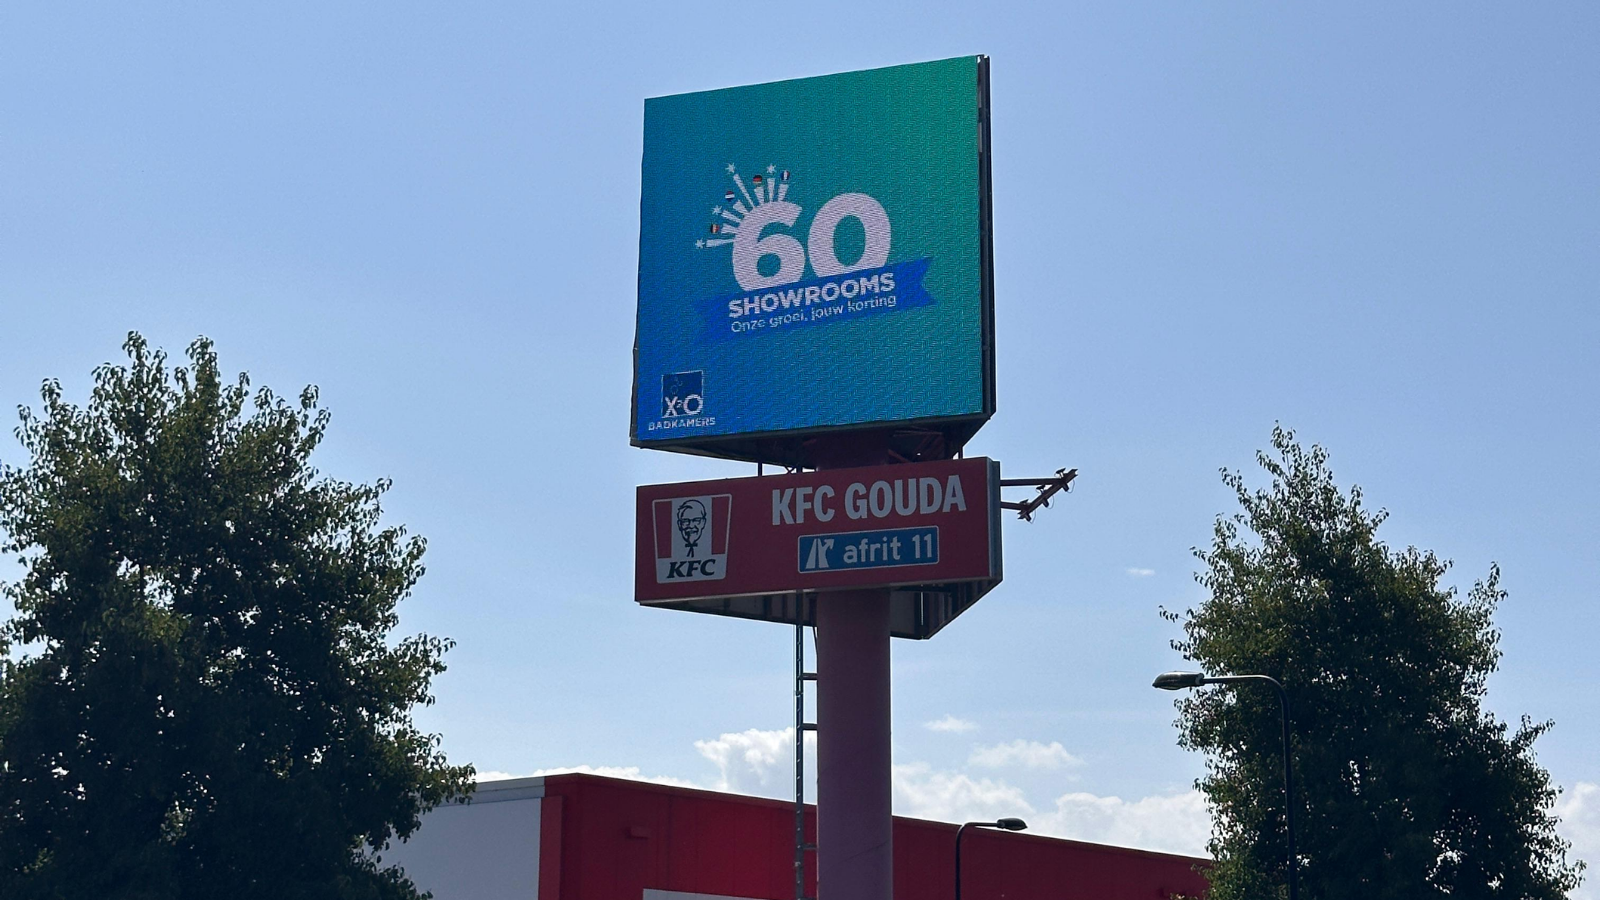 60
SHOWROOMS
Onze groei, jouw korting
X²O
BADKAMERS
KFC GOUDA
afrit 11
KFC